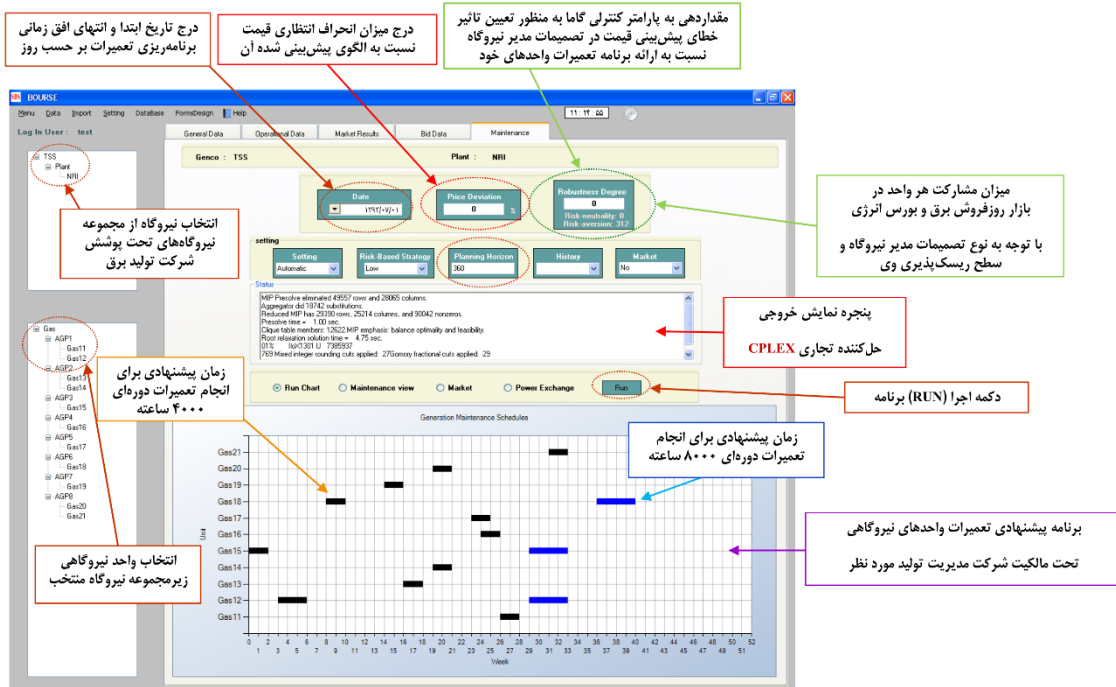 درج تاریخ ابتدا و انتهای افق زمانی
برنامه‌ریزی تعمیرات بر حسب روز
درج میزان انحراف انتظاری قیمت
نسبت به الگوی پیش‌بینی شده آن
مقداردهی به پارامتر کنترلی گاما به منظور تعیین تاثیر
خطای پیش‌بینی قیمت در تصمیمات مدیر نیروگاه
نسبت به ارائه برنامه تعمیرات واحدهای خود
BOURSE
Menu Data Import Setting DataBase FormsDesign Help
۱۱ : ۲۴ : ۵۵
Log In User : test
General Data Operational Data Market Results Bid Data Maintenance
Genco : TSS Plant : NRI
TSS
Plant
NRI
Date
۱۳۹۲/۰۷/۰۱
Price Deviation
0 %
Robustness Degree
0
Risk-neutrality: 0
Risk-aversion: 312
انتخاب نیروگاه از مجموعه
نیروگاه‌های تحت پوشش
شرکت تولید برق
میزان مشارکت هر واحد در
بازار روزفروش برق و بورس انرژی
با توجه به نوع تصمیمات مدیر نیروگاه و
سطح ریسک‌پذیری وی
setting
Setting Risk-Based Strategy Planning Horizon History Market
Automatic Low 360 No
Status
MIP Presolve eliminated 49557 rows and 28065 columns.
Aggregator did 18742 substitutions.
Reduced MIP has 29390 rows, 25214 columns, and 90042 nonzeros.
Presolve time = 1.00 sec.
Clique table members: 12622.MIP emphasis: balance optimality and feasibility.
Root relaxation solution time = 4.75 sec.
769 Mixed integer rounding cuts applied: 27Gomory fractional cuts applied: 29
پنجره نمایش خروجی
حل‌کننده تجاری CPLEX
Gas
AGP1
Gas11
Gas12
AGP2
Gas13
Gas14
AGP3
Gas15
AGP4
Gas16
AGP5
Gas17
AGP6
Gas18
AGP7
Gas19
AGP8
Gas20
Gas21
زمان پیشنهادی برای
انجام تعمیرات دوره‌ای
۴۰۰۰ ساعته
Run Chart Maintenance view Market Power Exchange Run
دکمه اجرا (RUN) برنامه
Generation Maintenance Schedules
زمان پیشنهادی برای انجام
تعمیرات دوره‌ای ۸۰۰۰ ساعته
برنامه پیشنهادی تعمیرات واحدهای نیروگاهی
تحت مالکیت شرکت مدیریت تولید مورد نظر
انتخاب واحد نیروگاهی
زیرمجموعه نیروگاه منتخب
Unit
Gas21
Gas20
Gas19
Gas18
Gas17
Gas16
Gas15
Gas14
Gas13
Gas12
Gas11
0 2 4 6 8 10 12 14 16 18 20 22 24 26 28 30 32 34 36 38 40 42 44 46 48 50 52
1 3 5 7 9 11 13 15 17 19 21 23 25 27 29 31 33 35 37 39 41 43 45 47 49 51
Week